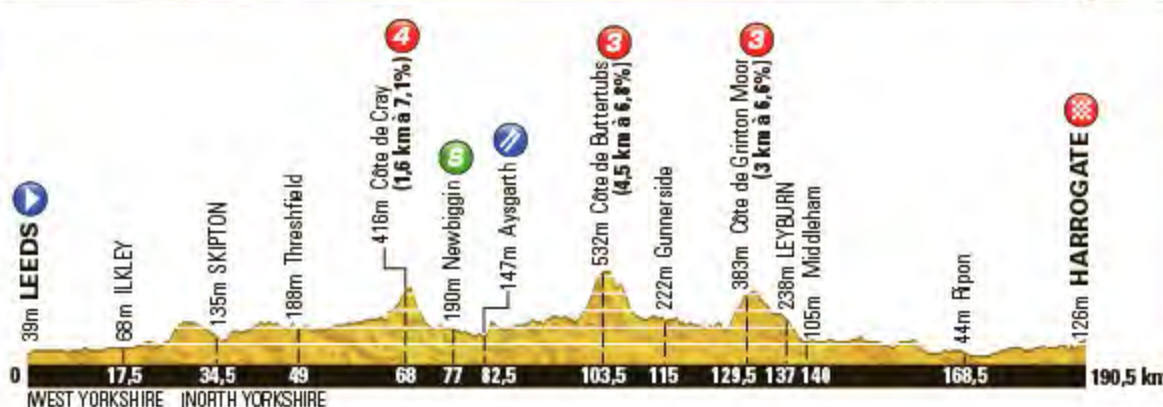 39m LEEDS
68m ILKLEY
135m SKIPTON
188m Threshfield
4
416m Côte de Cray
(1,6 km à 7,1%)
S
190m Newbiggin
147m Aysgarth
3
532m Côte de Buttertubs
(4,5 km à 6,8%)
222m Gunnerside
3
383m Côte de Grinton Moor
(3 km à 6,6%)
238m LEYBURN
105m Middleham
44m Ripon
126m HARROGATE
0 17,5 34,5 49 68 77 82,5 103,5 115 129,5 137 140 168,5 190,5 km
WEST YORKSHIRE NORTH YORKSHIRE